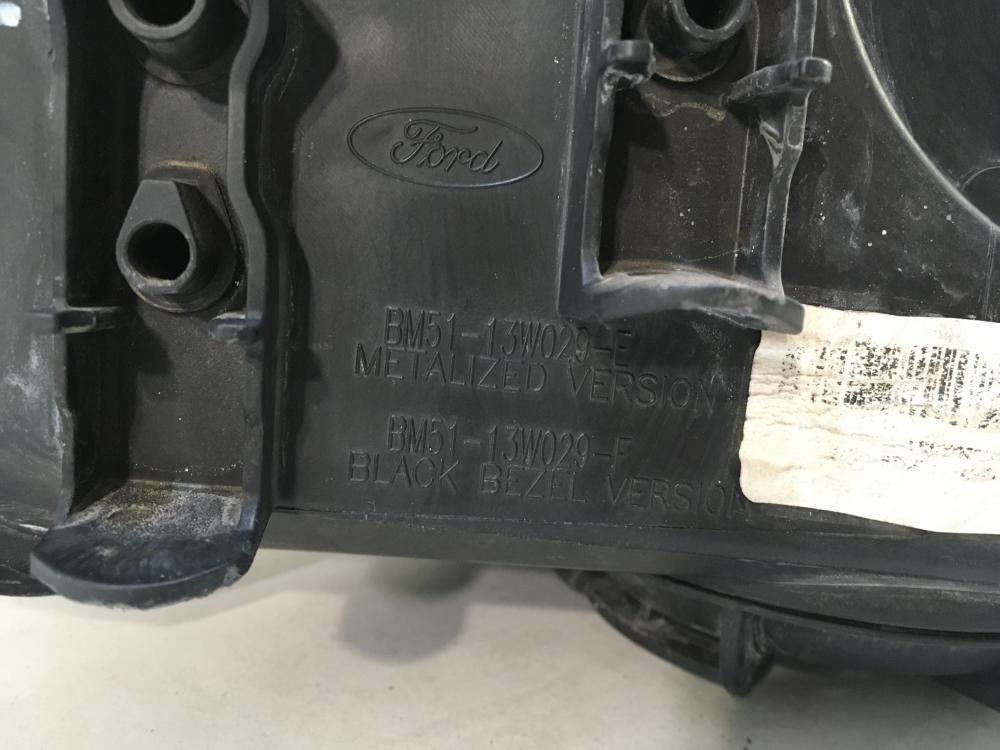 Ford
BM51-13W029-E
METALIZED VERSION
BM51-13W029-F
BLACK BEZEL VERSION